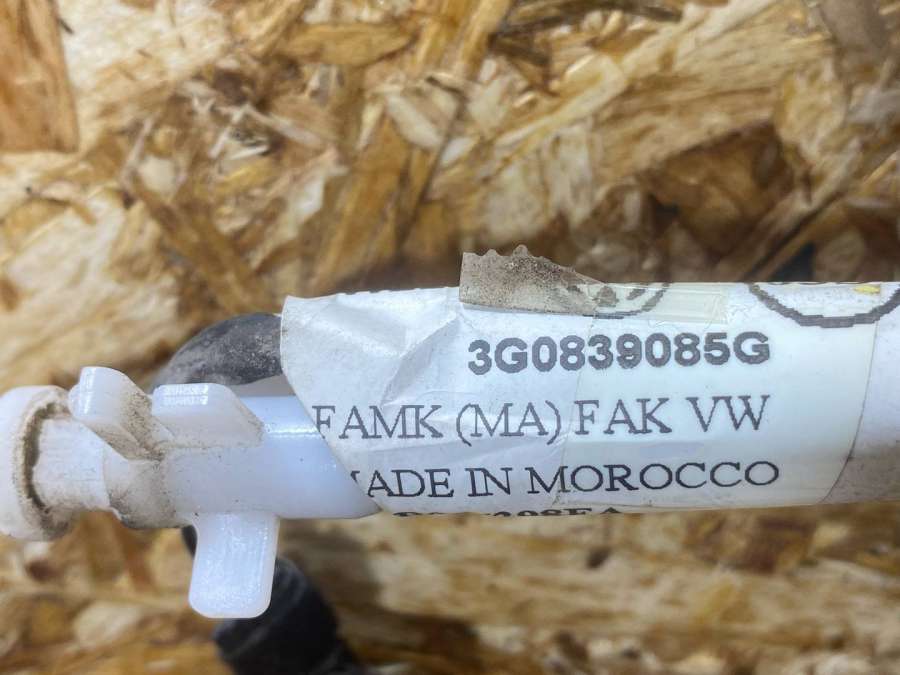 3G0839085G
FAMK (MA) FAK VW
MADE IN MOROCCO